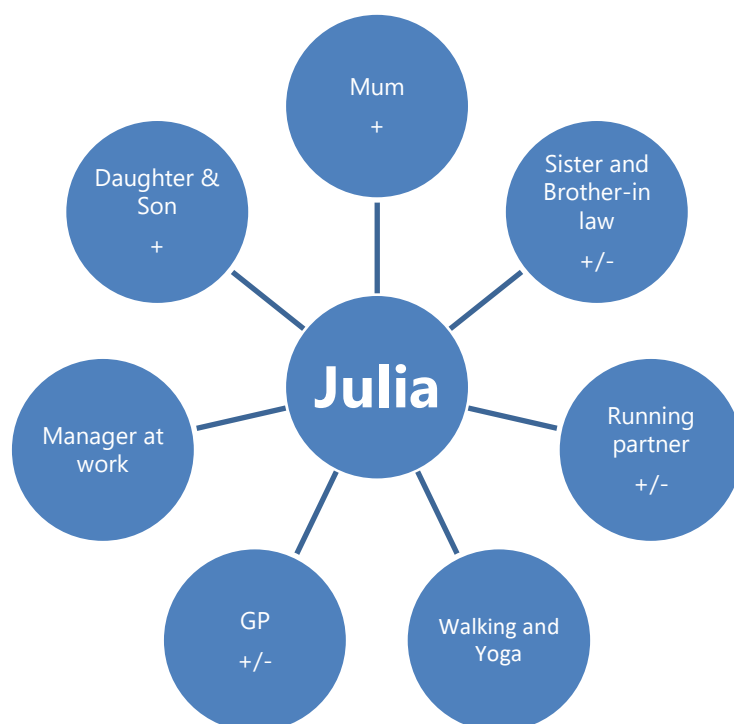 Mum
+
Sister and
Brother-in
law
+/-
Running
partner
+/-
Walking and
Yoga
GP
+/-
Manager at
work
Daughter &
Son
+
Julia